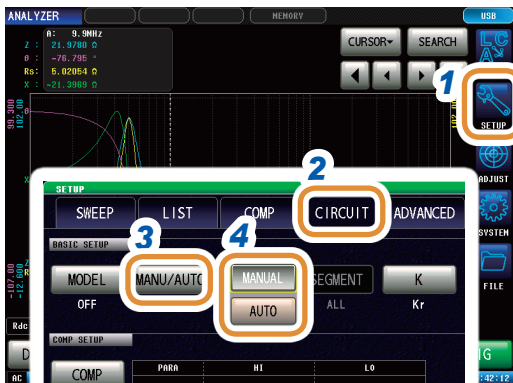 ANALYZER
MEMORY
USB
A: 9.9MHz
Z : 21.9780 Ω
θ : -76.795 °
Rs: 5.02054 Ω
X : -21.3969 Ω
CURSOR
SEARCH
LC
1
SETUP
ADJUST
SYSTEM
FILE
99.300
102.00
θ
X
-107.00
-12.600
Z
R
2
SETUP
SWEEP
LIST
COMP
CIRCUIT
ADVANCED
3
4
BASIC SETUP
MODEL
MANU/AUTO
MANUAL
SEGMENT
K
OFF
AUTO
ALL
Kr
COMP SETUP
COMP
PARA
HI
LO
Rdc
D
G
AC
:42:12